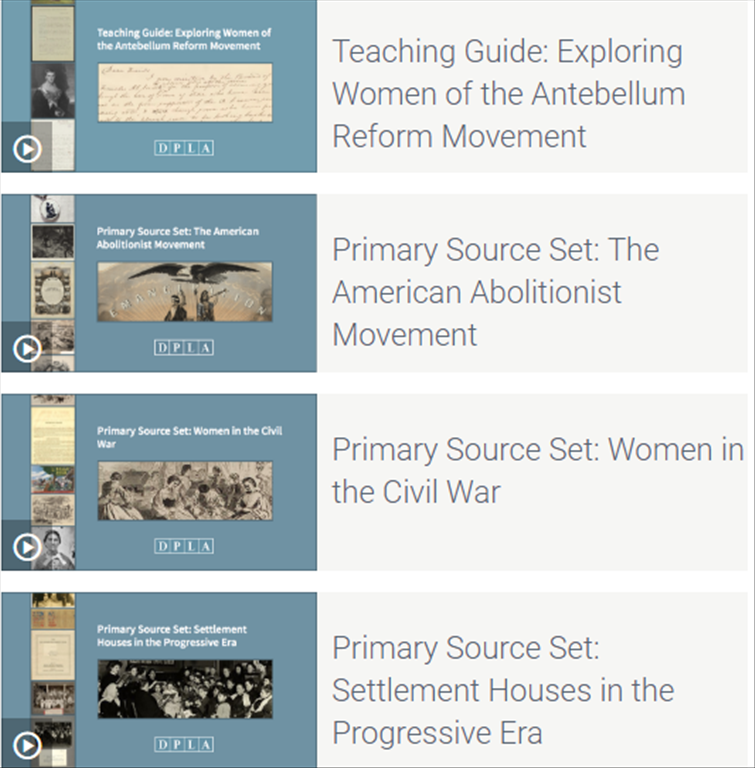 Teaching Guide: Exploring Women of
the Antebellum Reform Movement
DPLA
Teaching Guide: Exploring
Women of the Antebellum
Reform Movement
Primary Source Set: The American
Abolitionist Movement
EMANCIPATION
DPLA
Primary Source Set: The
American Abolitionist
Movement
Primary Source Set: Women in the Civil
War
DPLA
Primary Source Set: Women in
the Civil War
Primary Source Set: Settlement
Houses in the Progressive Era
DPLA
Primary Source Set:
Settlement Houses in the
Progressive Era